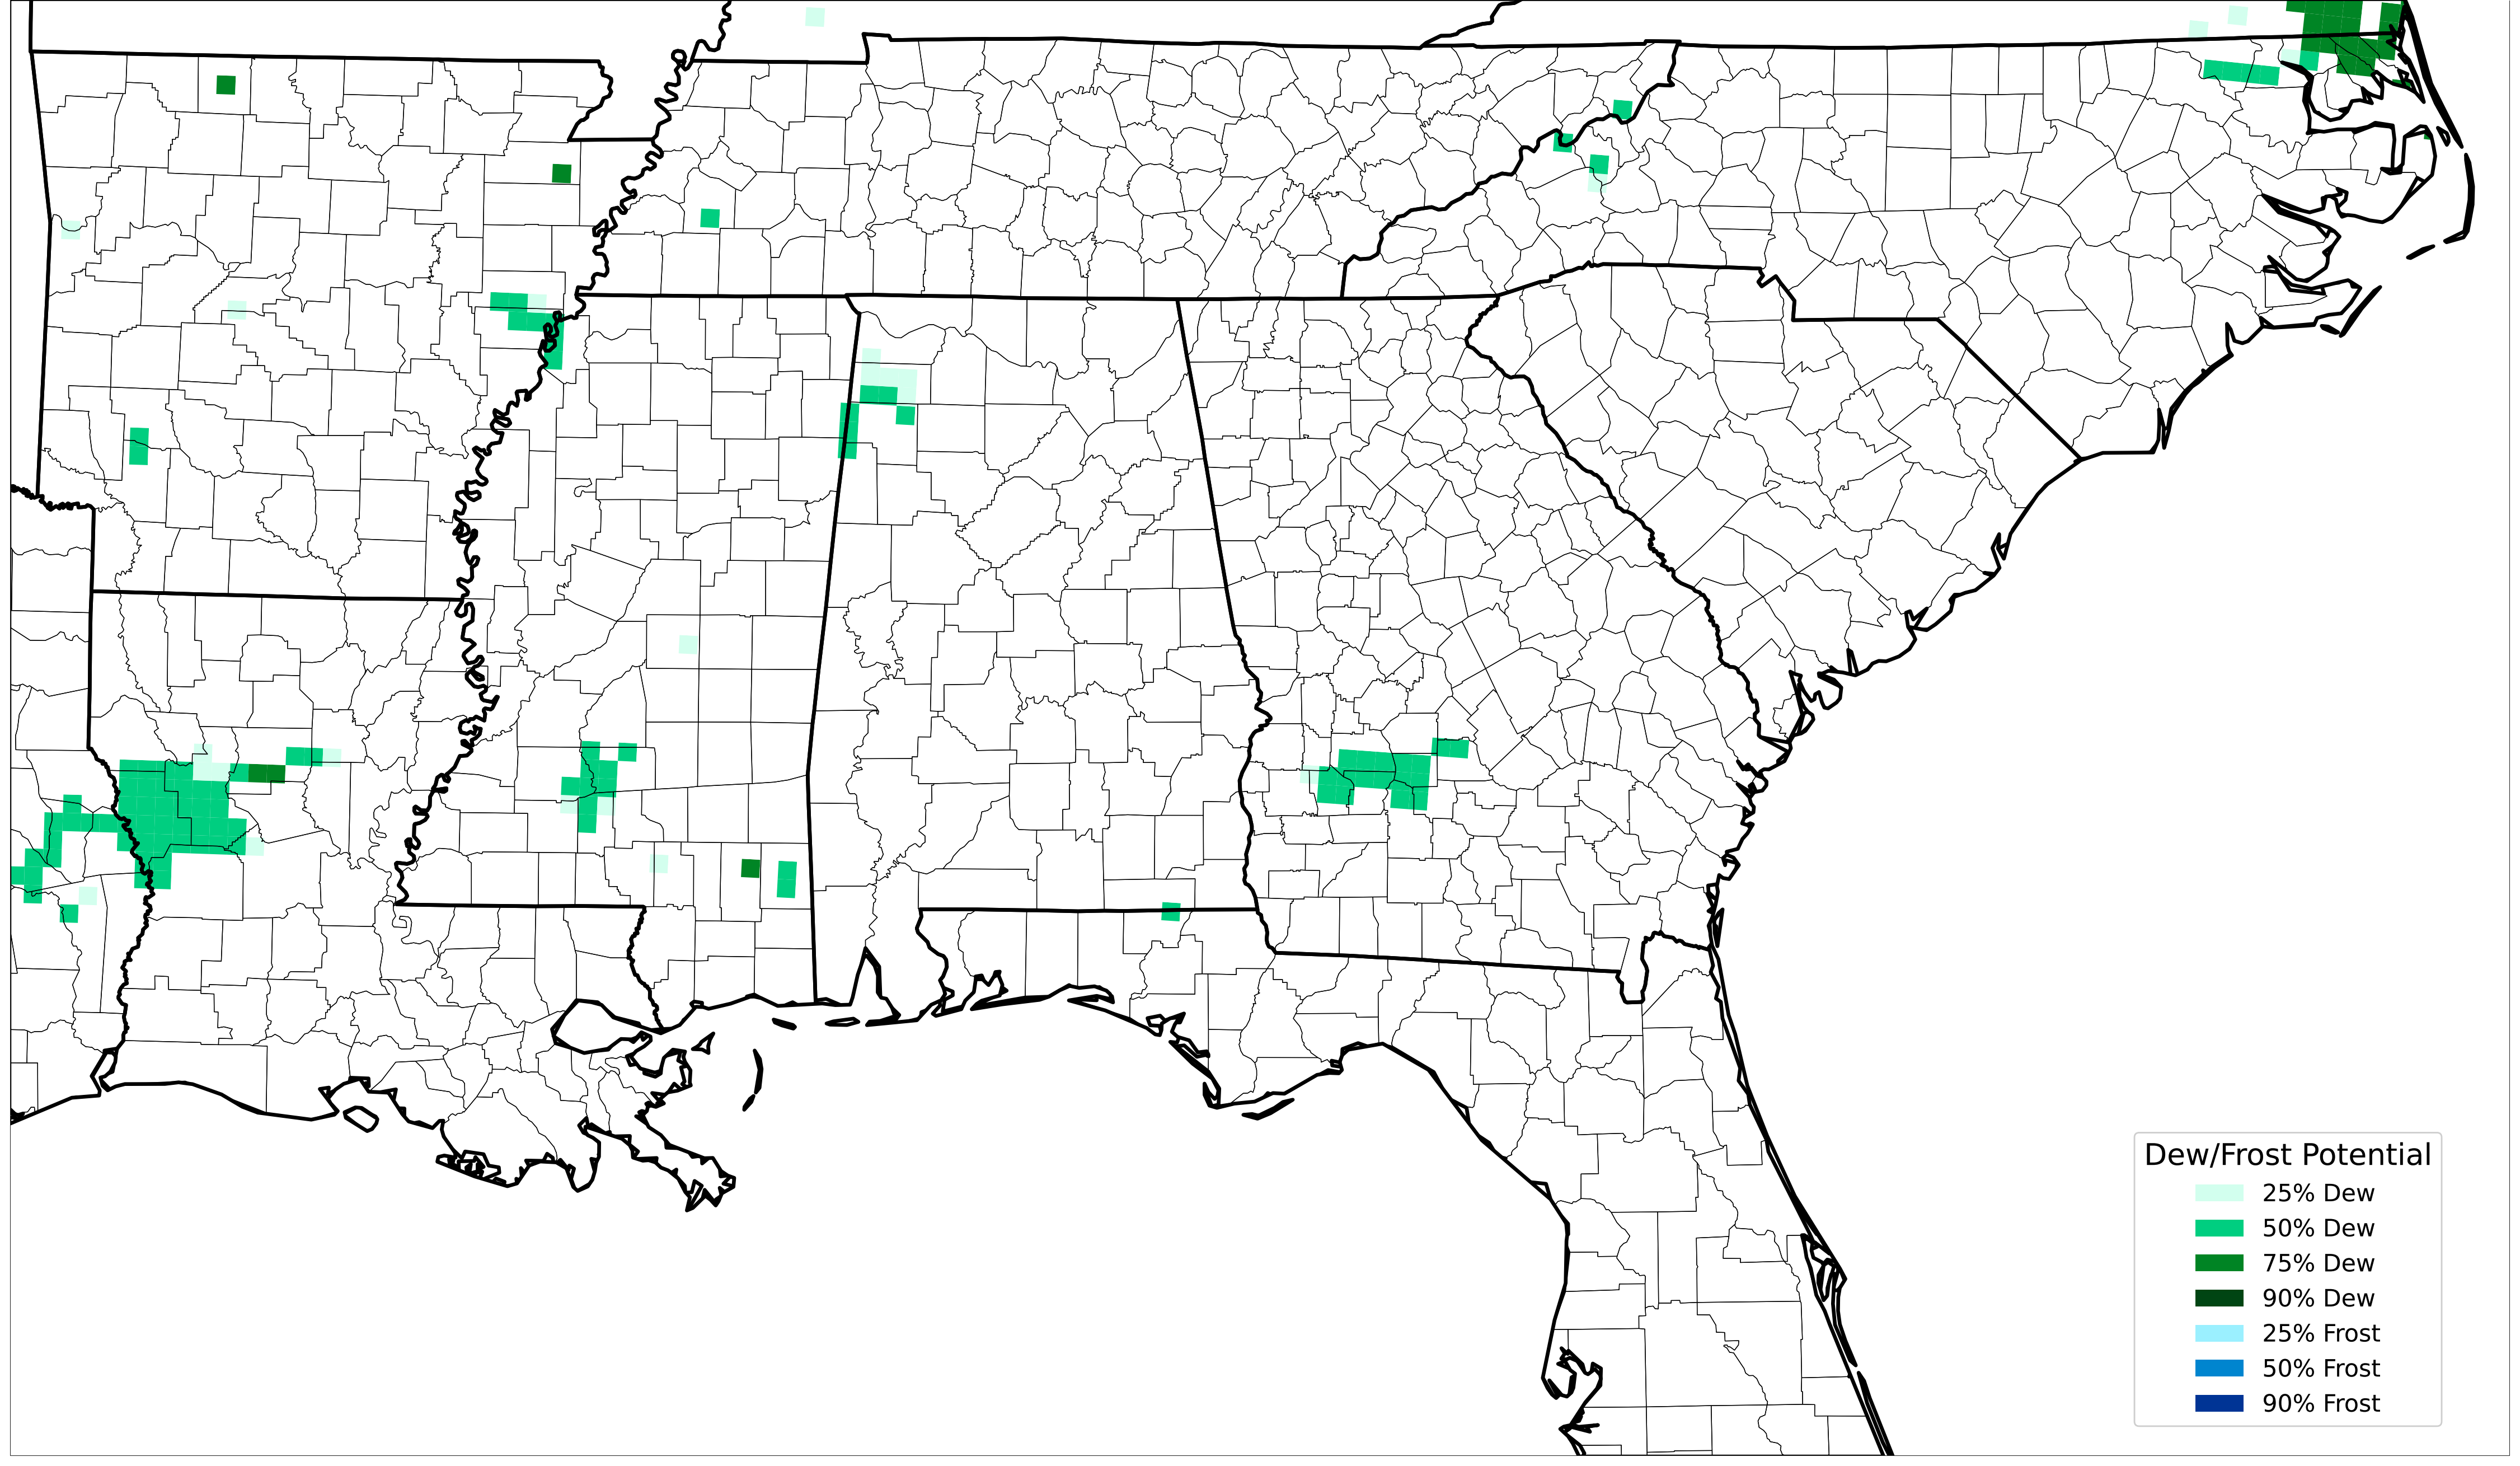 Dew/Frost Potential
25% Dew
50% Dew
75% Dew
90% Dew
25% Frost
50% Frost
90% Frost